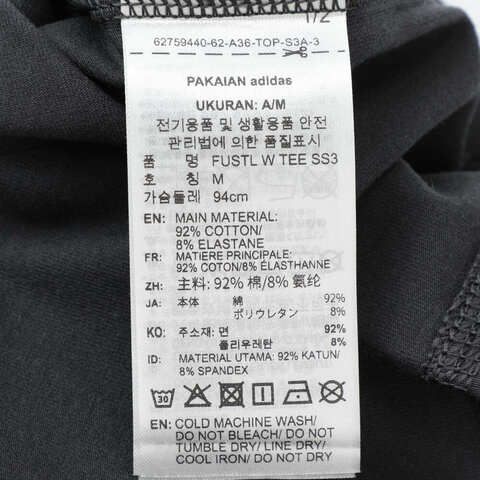 1/2
62759440-62-A36-TOP-S3A-3
PAKAIAN adidas
UKURAN: A/M
전기용품 및 생활용품 안전
관리법에 의한 품질표시
품 명 FUSTL W TEE SS3
호 칭 M
가슴둘레 94cm
EN: MAIN MATERIAL:
92% COTTON/
8% ELASTANE
FR: MATIERE PRINCIPALE:
92% COTON/8% ÉLASTHANNE
ZH: 主料: 92% 棉/8% 氨纶
JA: 本体 綿 92%
ポリウレタン 8%
KO: 주소재: 면 92%
폴리우레탄 8%
ID: MATERIAL UTAMA: 92% KATUN/
8% SPANDEX
30
EN: COLD MACHINE WASH/
DO NOT BLEACH/ DO NOT
TUMBLE DRY/ LINE DRY/
COOL IRON/ DO NOT DRY